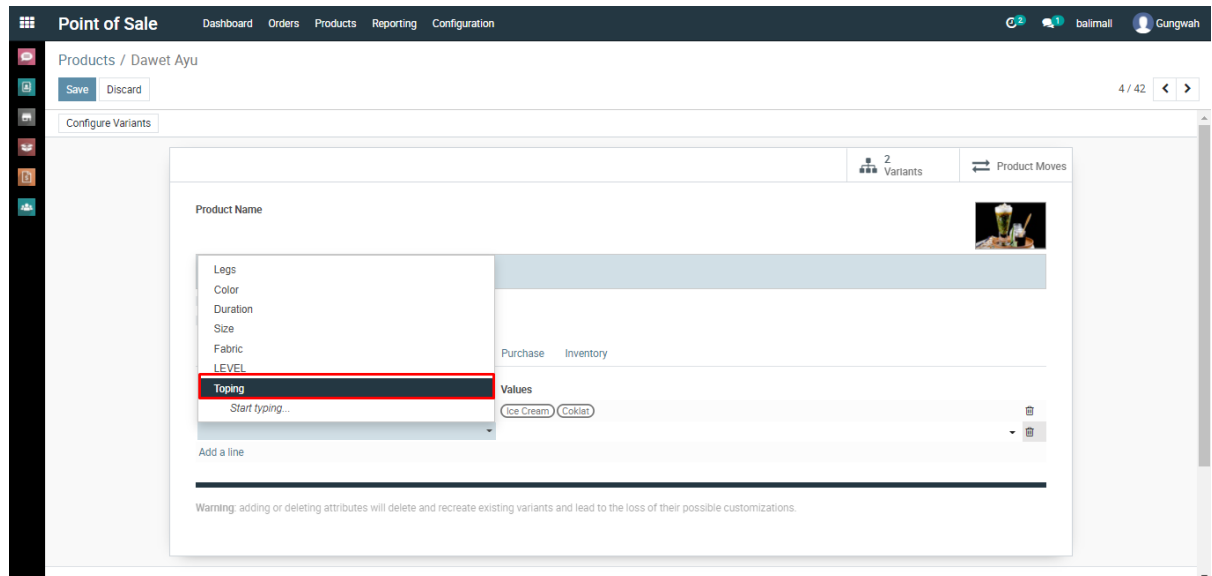 Point of Sale Dashboard Orders Products Reporting Configuration 2 1 balimall Gungwah
Products / Dawet Ayu
Save Discard 4 / 42
Configure Variants
2 Variants Product Moves
Product Name
Legs
Color
Duration
Size
Fabric Purchase Inventory
LEVEL
Toping Values
Start typing... Ice Cream Coklat
Add a line
Warning: adding or deleting attributes will delete and recreate existing variants and lead to the loss of their possible customizations.